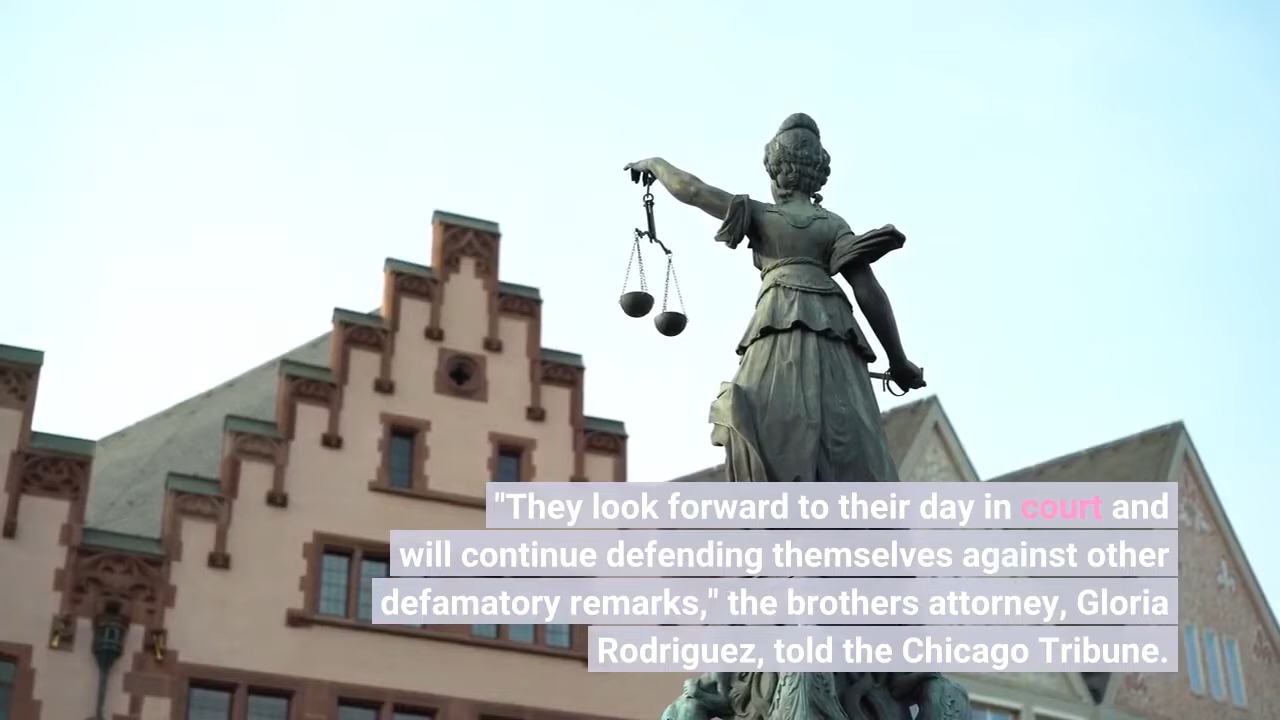 "They look forward to their day in court and
will continue defending themselves against other
defamatory remarks," the brothers attorney, Gloria
Rodriguez, told the Chicago Tribune.